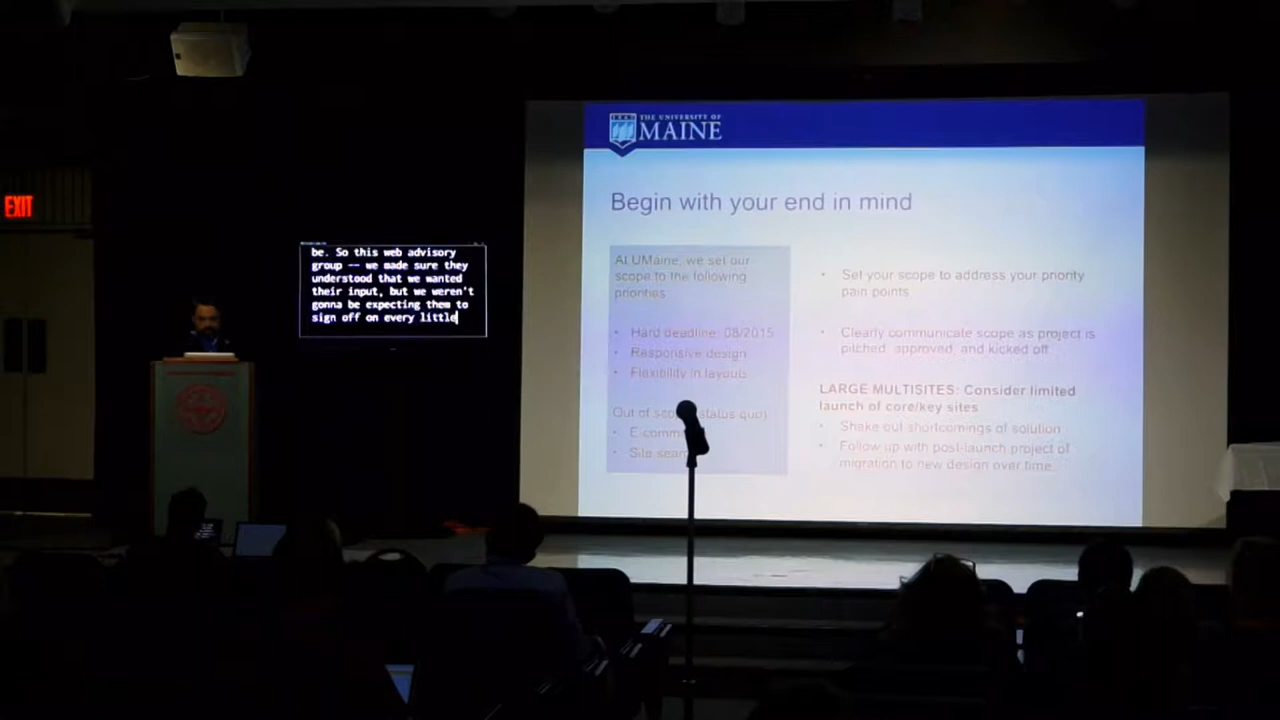 EXIT
be. So this web advisory
group -- we made sure they
understood that we wanted
their input, but we weren't
gonna be expecting them to
sign off on every little
THE UNIVERSITY OF
MAINE
Begin with your end in mind
At UMaine, we set our
scope to the following
priorities
• Hard deadline: 08/2015
• Responsive design
• Flexibility in layouts
Out of (status quo)
•
• Site
• Set your scope to address your priority
pain points
• Clearly communicate scope as project is
pitched, approved, and kicked off
LARGE MULTISITES: Consider limited
launch of core/key sites
• Shake out shortcomings of solution
• Follow up with post-launch project of
migration to new design over time